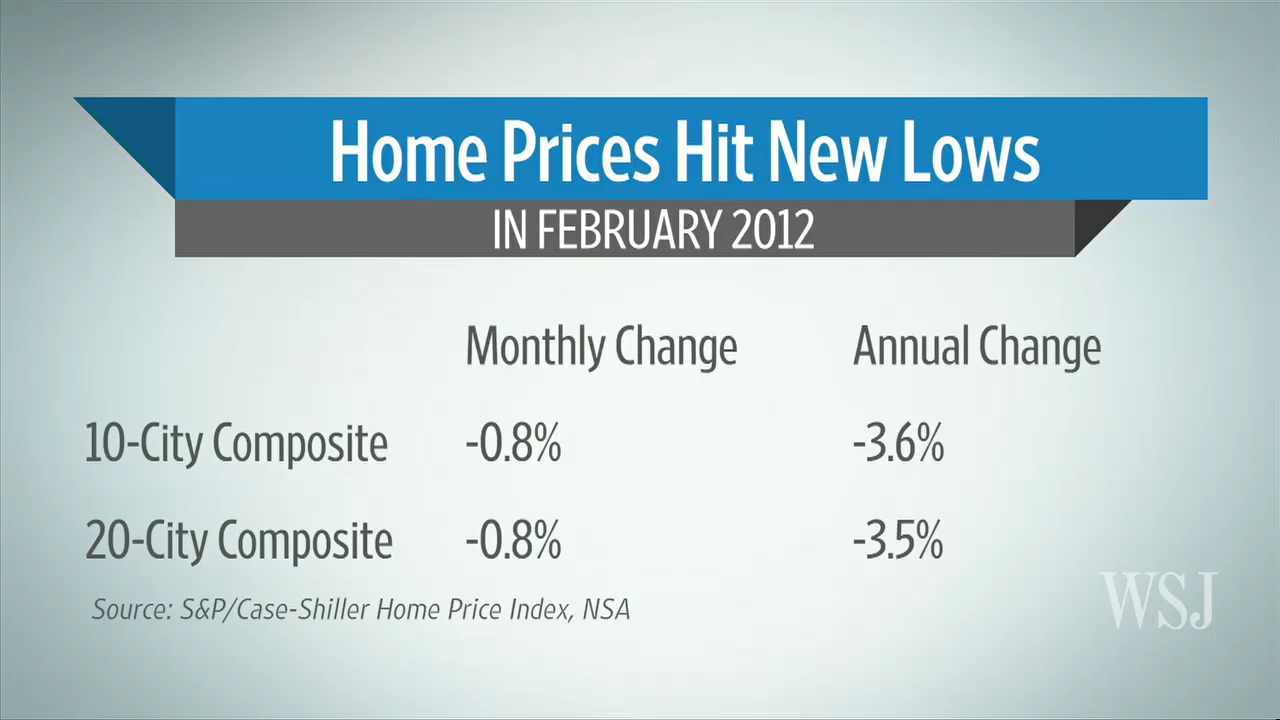 Home Prices Hit New Lows
IN FEBRUARY 2012
Monthly Change Annual Change
10-City Composite -0.8% -3.6%
20-City Composite -0.8% -3.5%
Source: S&P/Case-Shiller Home Price Index, NSA
WSJ